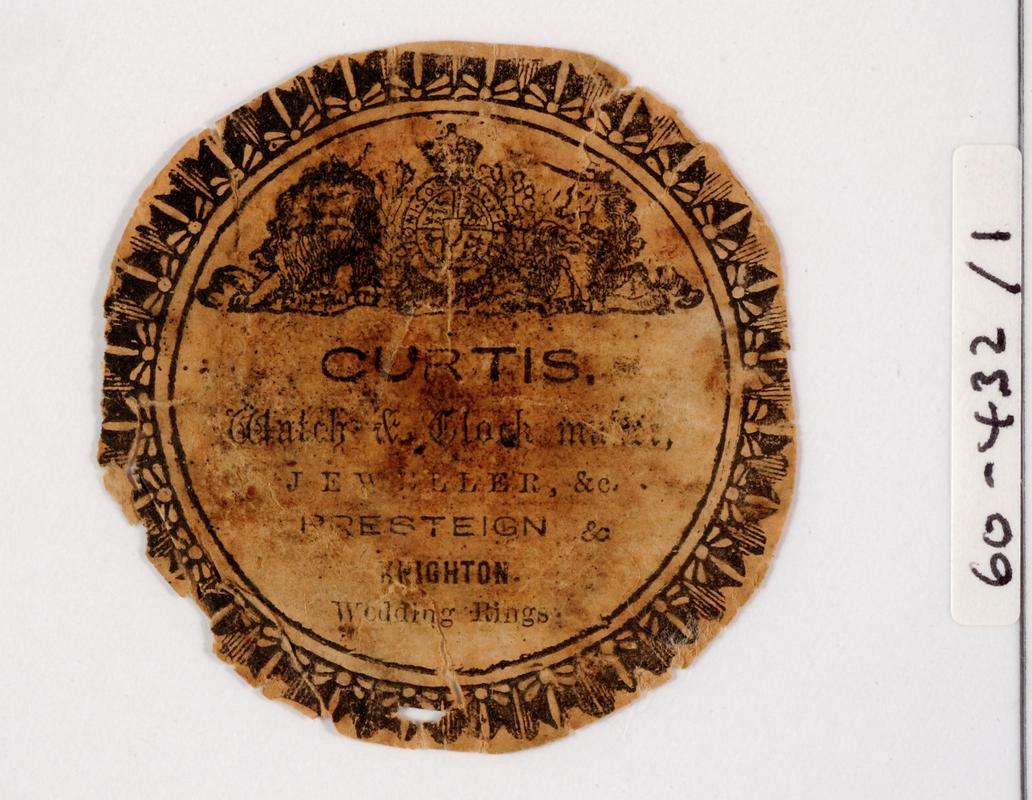 CURTIS.
Watch & Clock maker,
JEWELLER, &c.
PRESTEIGN &c
KNIGHTON.
Wedding Rings
60-432/1